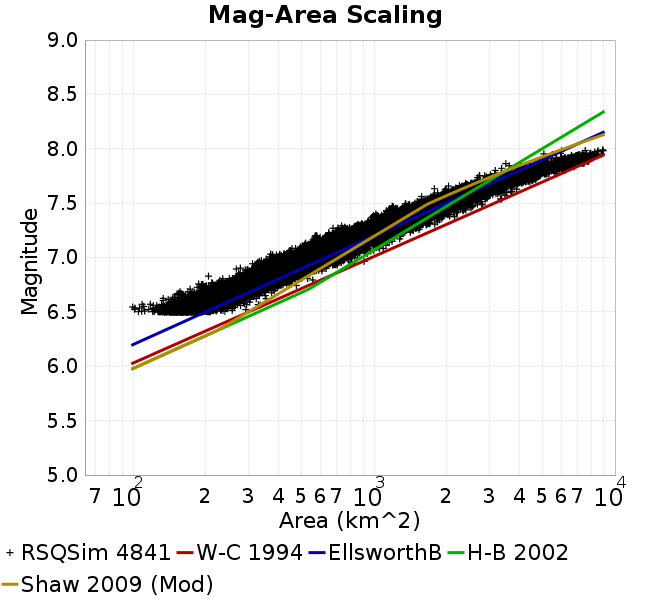 Mag-Area Scaling
9.0
8.5
8.0
7.5
7.0
6.5
6.0
5.5
5.0
Magnitude
7 10^2 2 3 4 5 6 7 10^3 2 3 4 5 6 7 10^4
Area (km^2)
+ RSQSim 4841 W-C 1994 EllsworthB H-B 2002
Shaw 2009 (Mod)